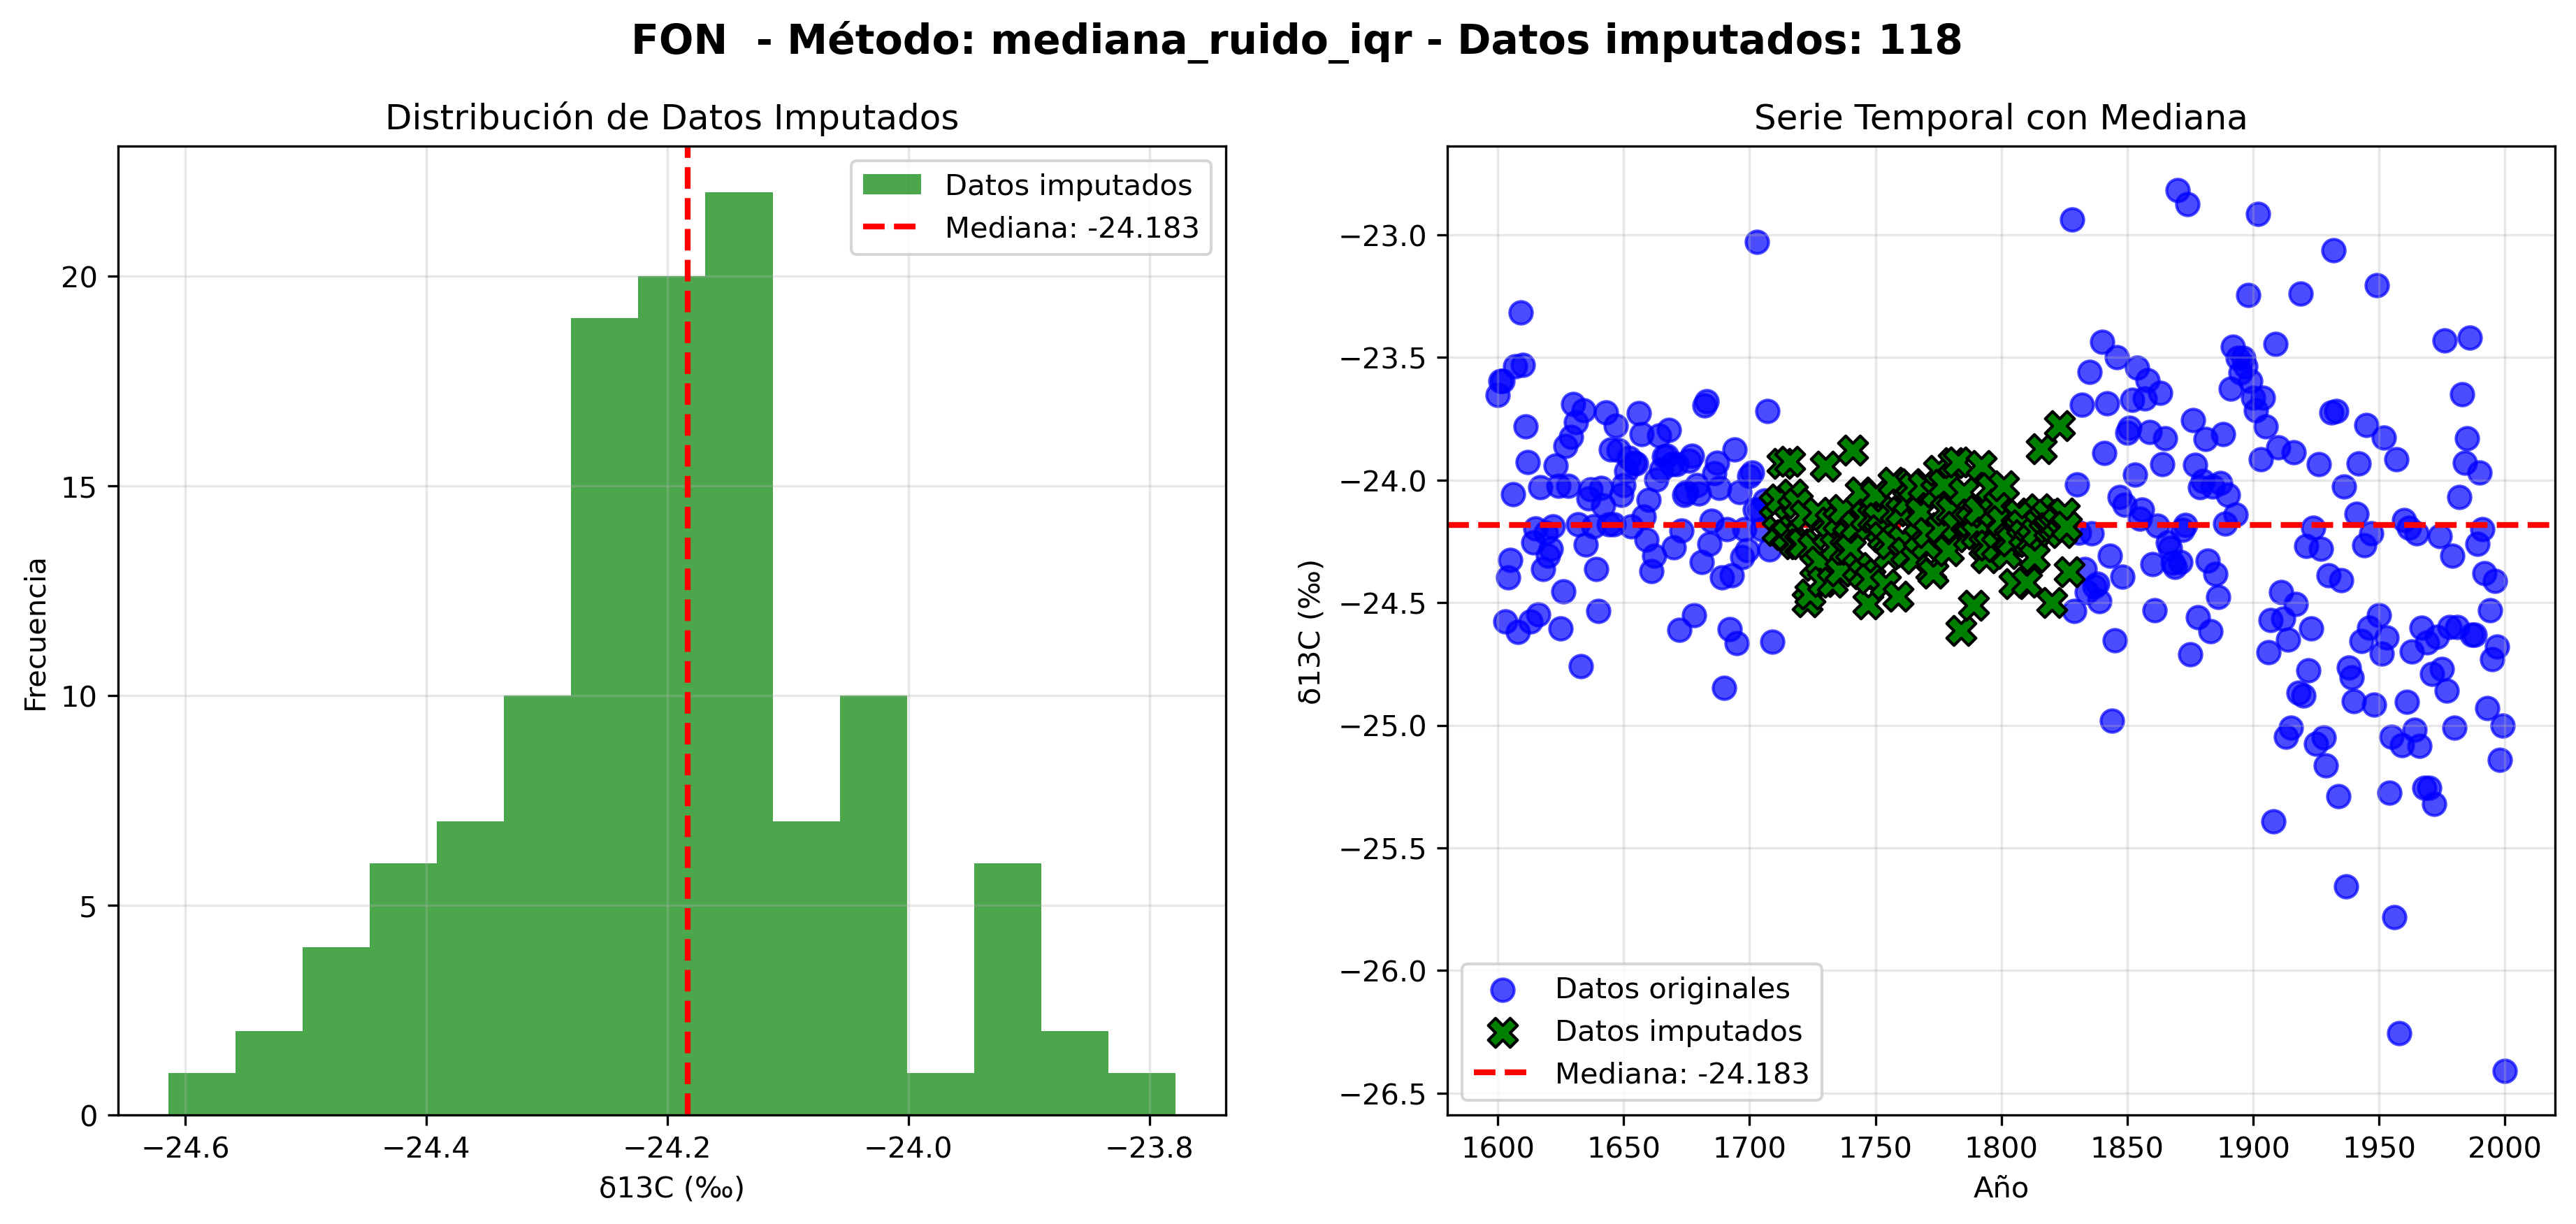 FON  - Método: mediana_ruido_iqr - Datos imputados: 118
Distribución de Datos Imputados
Datos imputados
Mediana: -24.183
Frecuencia
20
15
10
5
0
−24.6 −24.4 −24.2 −24.0 −23.8
δ13C (‰)
Serie Temporal con Mediana
δ13C (‰)
−23.0
−23.5
−24.0
−24.5
−25.0
−25.5
−26.0
−26.5
Datos originales
Datos imputados
Mediana: -24.183
1600 1650 1700 1750 1800 1850 1900 1950 2000
Año